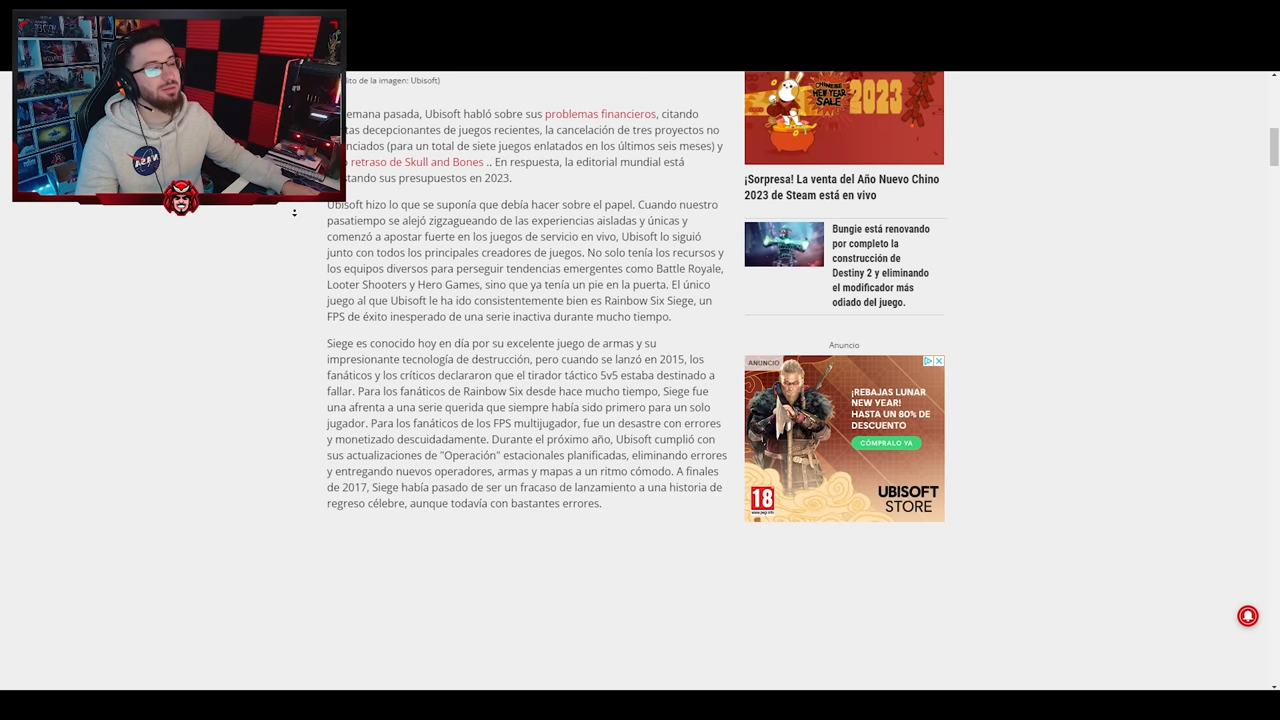 ito de la imagen: Ubisoft)
emana pasada, Ubisoft habló sobre sus problemas financieros, citando
tas decepcionantes de juegos recientes, la cancelación de tres proyectos no
nciados (para un total de siete juegos enlatados en los últimos seis meses) y
retraso de Skull and Bones .. En respuesta, la editorial mundial está
stando sus presupuestos en 2023.
Ubisoft hizo lo que se suponía que debía hacer sobre el papel. Cuando nuestro
pasatiempo se alejó zigzagueando de las experiencias aisladas y únicas y
comenzó a apostar fuerte en los juegos de servicio en vivo, Ubisoft lo siguió
junto con todos los principales creadores de juegos. No solo tenía los recursos y
los equipos diversos para perseguir tendencias emergentes como Battle Royale,
Looter Shooters y Hero Games, sino que ya tenía un pie en la puerta. El único
juego al que Ubisoft le ha ido consistentemente bien es Rainbow Six Siege, un
FPS de éxito inesperado de una serie inactiva durante mucho tiempo.
Siege es conocido hoy en día por su excelente juego de armas y su
impresionante tecnología de destrucción, pero cuando se lanzó en 2015, los
fanáticos y los críticos declararon que el tirador táctico 5v5 estaba destinado a
fallar. Para los fanáticos de Rainbow Six desde hace mucho tiempo, Siege fue
una afrenta a una serie querida que siempre había sido primero para un solo
jugador. Para los fanáticos de los FPS multijugador, fue un desastre con errores
y monetizado descuidadamente. Durante el próximo año, Ubisoft cumplió con
sus actualizaciones de "Operación" estacionales planificadas, eliminando errores
y entregando nuevos operadores, armas y mapas a un ritmo cómodo. A finales
de 2017, Siege había pasado de ser un fracaso de lanzamiento a una historia de
regreso célebre, aunque todavía con bastantes errores.
CHINESE
NEW YEAR
SALE
2023
¡Sorpresa! La venta del Año Nuevo Chino
2023 de Steam está en vivo
Bungie está renovando
por completo la
construcción de
Destiny 2 y eliminando
el modificador más
odiado del juego.
Anuncio
ANUNCIO
¡REBAJAS LUNAR
NEW YEAR!
HASTA UN 80% DE
DESCUENTO
CÓMPRALO YA
18
www.pegi.info
UBISOFT
STORE
NASA